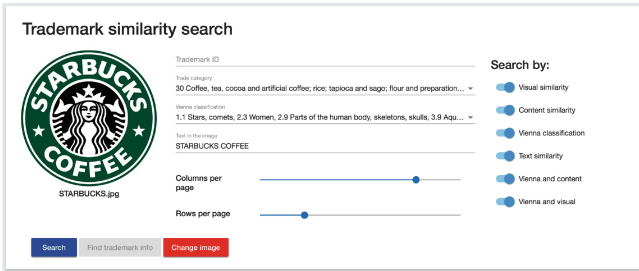 Trademark similarity search
STARBUCKS
COFFEE
STARBUCKS.jpg
Trademark ID
Trade category
30 Coffee, tea, cocoa and artificial coffee; rice; tapioca and sago; flour and preparation...
Vienna classification
1.1 Stars, comets, 2.3 Women, 2.9 Parts of the human body, skeletons, skulls, 3.9 Aqu...
Text in the image
STARBUCKS COFFEE
Columns per
page
Rows per page
Search by:
Visual similarity
Content similarity
Vienna classification
Text similarity
Vienna and content
Vienna and visual
Search
Find trademark info
Change image